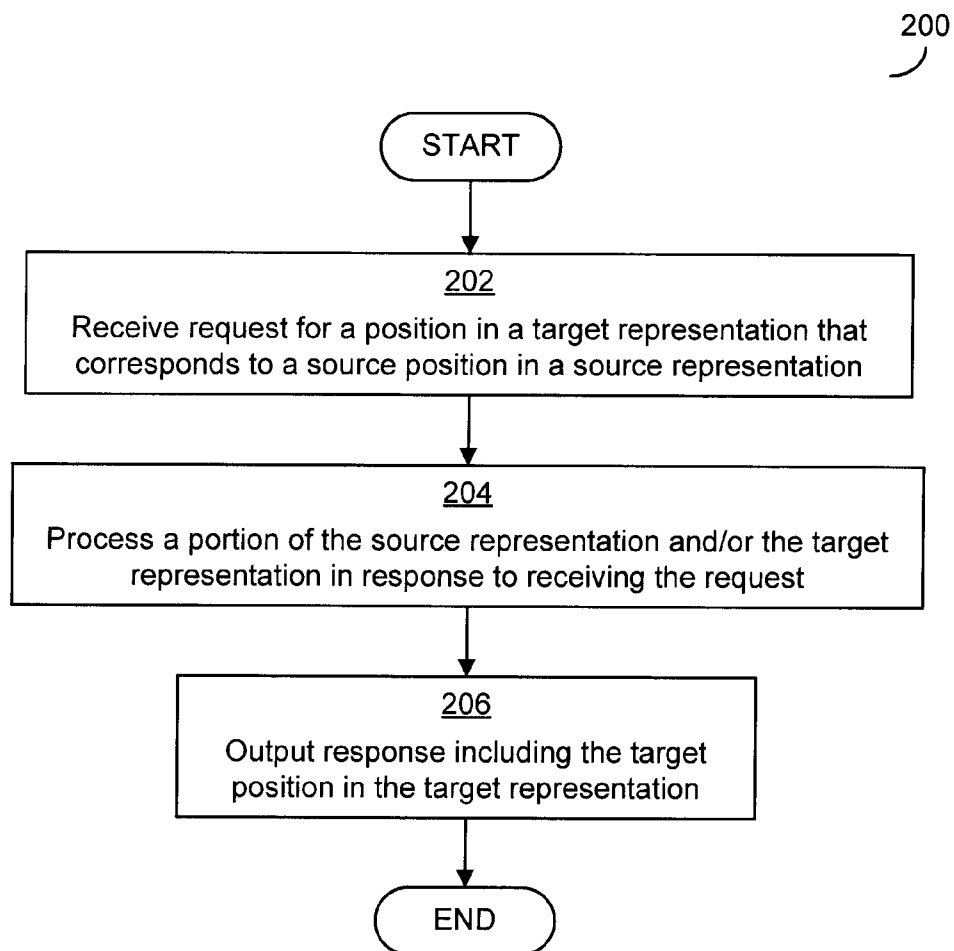 200
START
202
Receive request for a position in a target representation that
corresponds to a source position in a source representation
204
Process a portion of the source representation and/or the target
representation in response to receiving the request
206
Output response including the target
position in the target representation
END